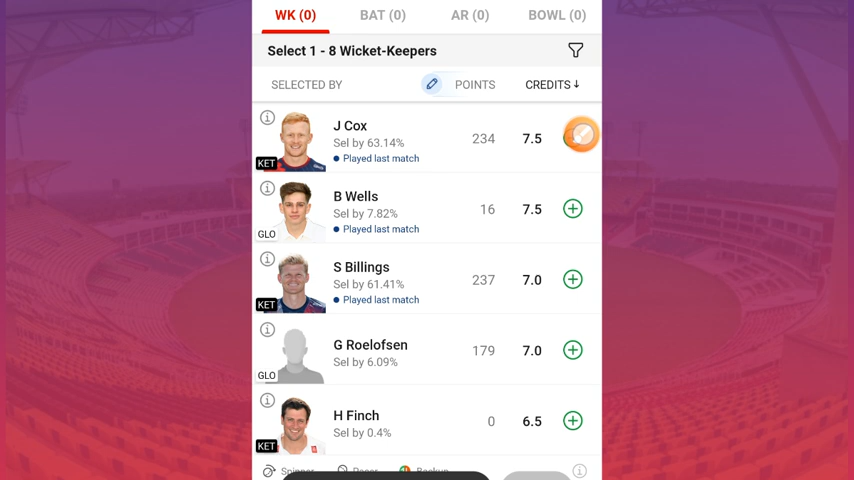 WK (0) BAT (0) AR (0) BOWL (0)
Select 1 - 8 Wicket-Keepers
SELECTED BY POINTS CREDITS↓
J Cox
Sel by 63.14% 234 7.5
Played last match
KET
B Wells
Sel by 7.82% 16 7.5
Played last match
GLO
S Billings
Sel by 61.41% 237 7.0
Played last match
KET
G Roelofsen
Sel by 6.09% 179 7.0
GLO
H Finch
Sel by 0.4% 0 6.5
KET
Spinner Pacer Backup